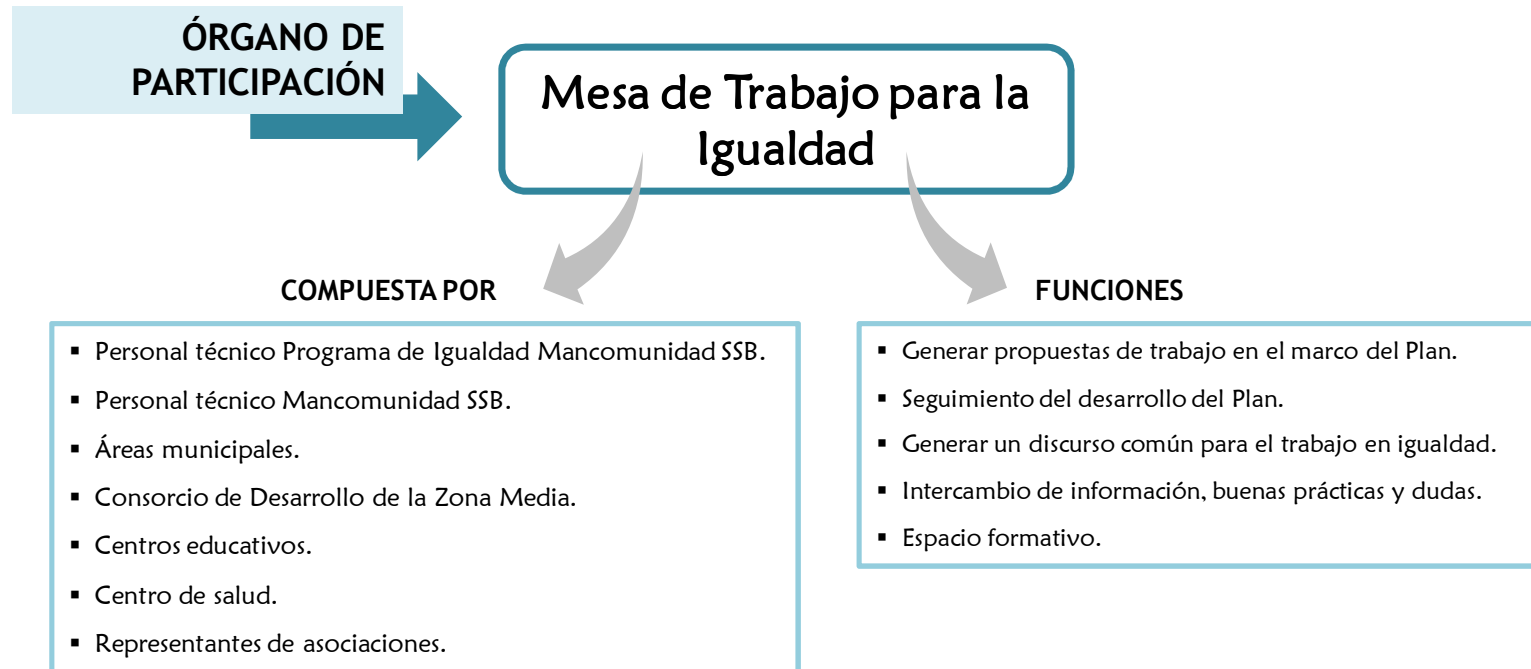 ÓRGANO DE
PARTICIPACIÓN
Mesa de Trabajo para la
Igualdad
COMPUESTA POR
▪ Personal técnico Programa de Igualdad Mancomunidad SSB.
▪ Personal técnico Mancomunidad SSB.
▪ Áreas municipales.
▪ Consorcio de Desarrollo de la Zona Media.
▪ Centros educativos.
▪ Centro de salud.
▪ Representantes de asociaciones.
FUNCIONES
▪ Generar propuestas de trabajo en el marco del Plan.
▪ Seguimiento del desarrollo del Plan.
▪ Generar un discurso común para el trabajo en igualdad.
▪ Intercambio de información, buenas prácticas y dudas.
▪ Espacio formativo.